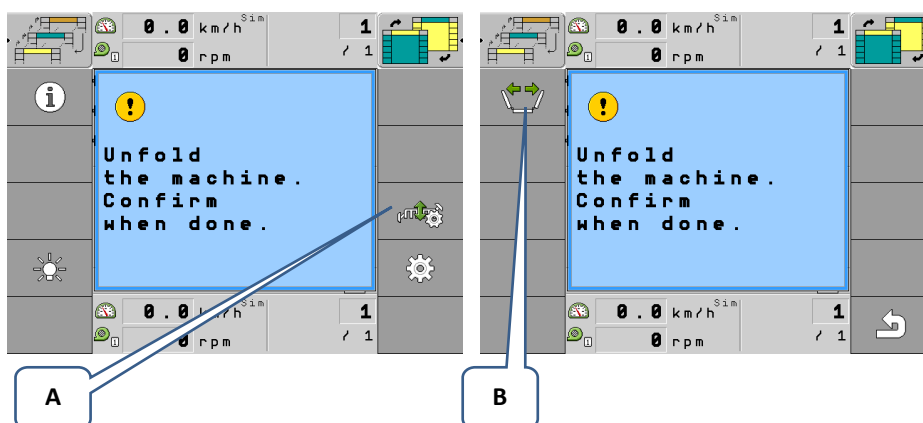 0.0 km/h Sim 1
0 rpm 1
i
!
Unfold
the machine.
Confirm
when done.
0.0 km/h Sim 1
0 rpm 1
A
0.0 km/h Sim 1
0 rpm 1
!
Unfold
the machine.
Confirm
when done.
0.0 km/h Sim 1
0 rpm 1
B